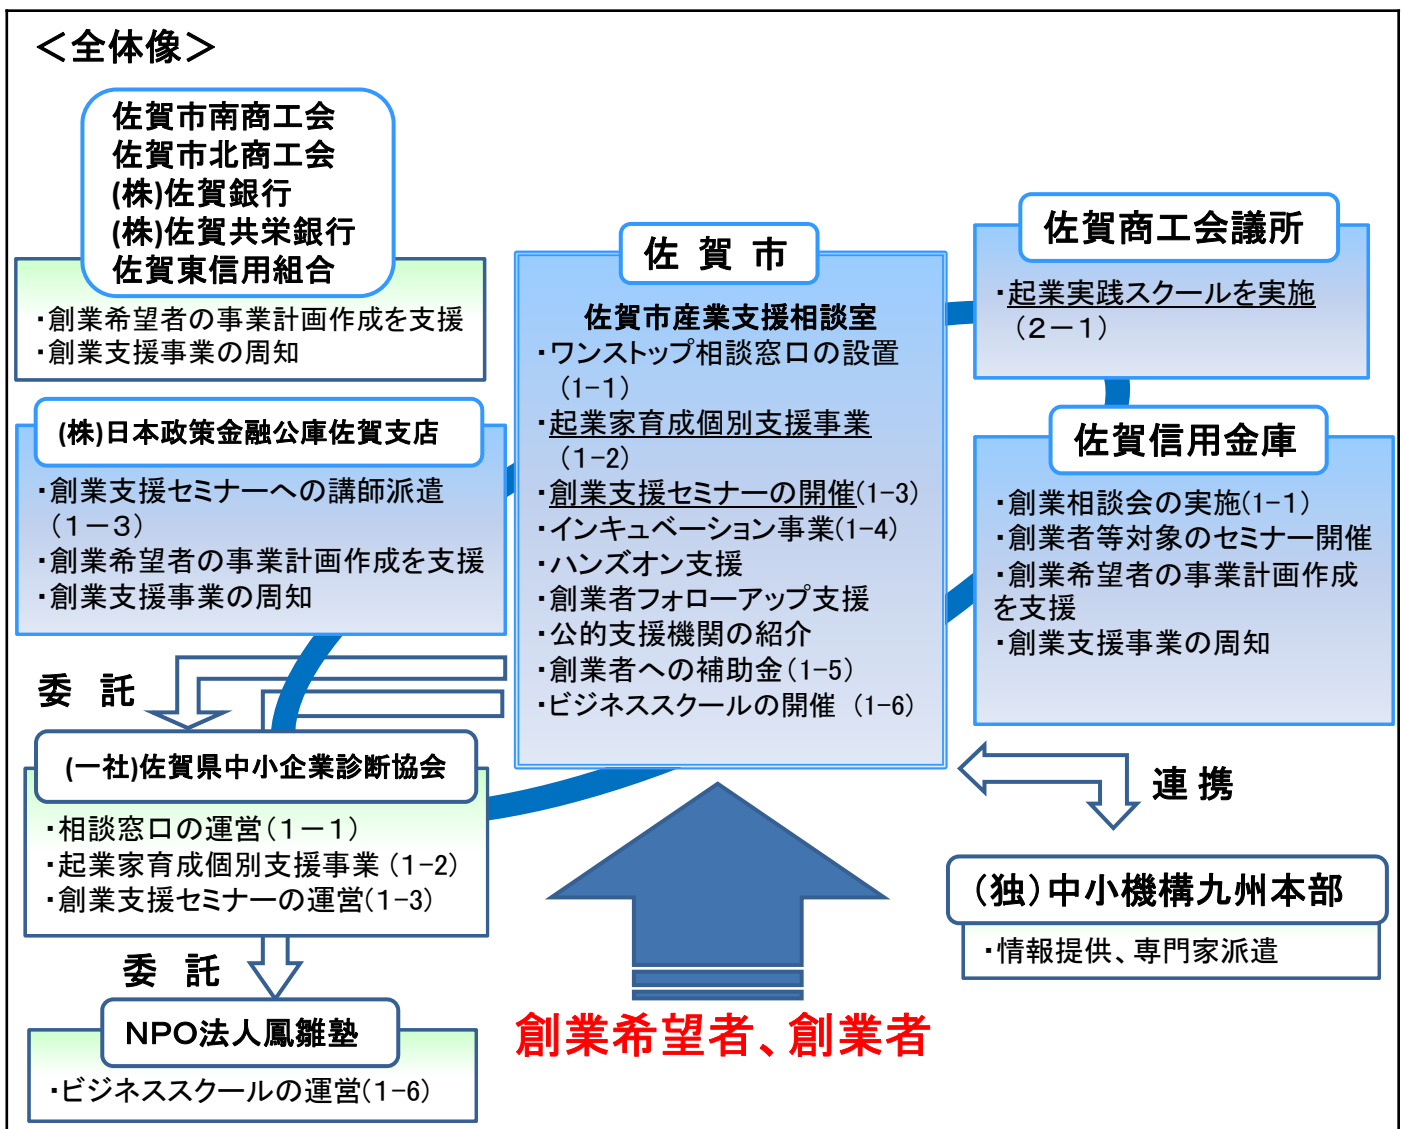 ＜全体像＞
佐賀市南商工会
佐賀市北商工会
(株)佐賀銀行
(株)佐賀共栄銀行
佐賀東信用組合
・創業希望者の事業計画作成を支援
・創業支援事業の周知
(株)日本政策金融公庫佐賀支店
・創業支援セミナーへの講師派遣
（１－３）
・創業希望者の事業計画作成を支援
・創業支援事業の周知
委 託
(一社)佐賀県中小企業診断協会
・相談窓口の運営（１－１）
・起業家育成個別支援事業 (1-2)
・創業支援セミナーの運営(1-3)
委 託
ＮＰＯ法人鳳雛塾
・ビジネススクールの運営(1-6)
佐 賀 市
佐賀市産業支援相談室
・ワンストップ相談窓口の設置
(1-1)
・起業家育成個別支援事業
(1-2)
・創業支援セミナーの開催(1-3)
・インキュベーション事業(1-4)
・ハンズオン支援
・創業者フォローアップ支援
・公的支援機関の紹介
・創業者への補助金(1-5)
・ビジネススクールの開催 (1-6)
創業希望者、創業者
佐賀商工会議所
・起業実践スクールを実施
（２－１）
佐賀信用金庫
・創業相談会の実施(1-1)
・創業者等対象のセミナー開催
・創業希望者の事業計画作成
を支援
・創業支援事業の周知
連 携
（独）中小機構九州本部
・情報提供、専門家派遣